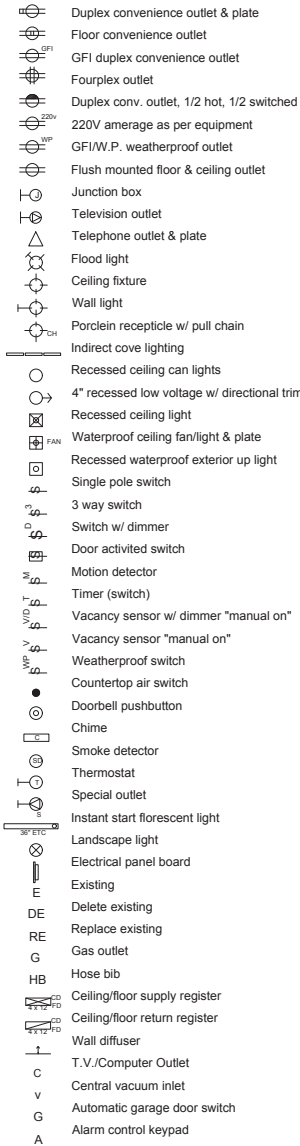 Duplex convenience outlet & plate
Floor convenience outlet
GFI GFI duplex convenience outlet
Fourplex outlet
Duplex conv. outlet, 1/2 hot, 1/2 switched
220v 220V amerage as per equipment
WP GFI/W.P. weatherproof outlet
Flush mounted floor & ceiling outlet
J Junction box
Television outlet
Telephone outlet & plate
Flood light
Ceiling fixture
Wall light
CH Porclein recepticle w/ pull chain
Indirect cove lighting
Recessed ceiling can lights
4" recessed low voltage w/ directional trim
Recessed ceiling light
FAN Waterproof ceiling fan/light & plate
Recessed waterproof exterior up light
S Single pole switch
S 3 3 way switch
S D Switch w/ dimmer
S Door activited switch
S M Motion detector
S T Timer (switch)
S V/D Vacancy sensor w/ dimmer "manual on"
S V Vacancy sensor "manual on"
S WP Weatherproof switch
Countertop air switch
Doorbell pushbutton
C Chime
SD Smoke detector
T Thermostat
S Special outlet
36" ETC Instant start florescent light
Landscape light
Electrical panel board
E Existing
DE Delete existing
RE Replace existing
G Gas outlet
HB Hose bib
4 x 12 CD FD Ceiling/floor supply register
4 x 12 CD FD Ceiling/floor return register
Wall diffuser
C T.V./Computer Outlet
v Central vacuum inlet
G Automatic garage door switch
A Alarm control keypad